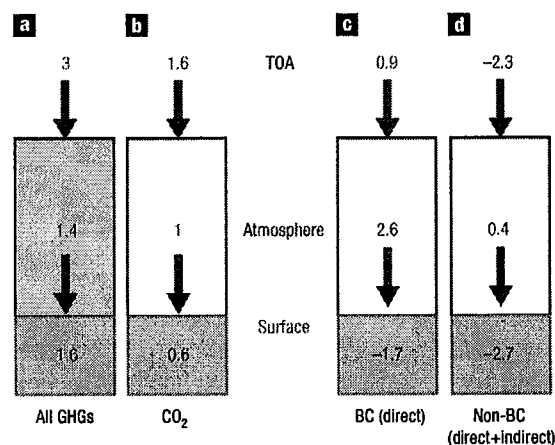 a b c d
3 1.6 TOA 0.9 –2.3
1.4 1 Atmosphere 2.6 0.4
Surface
1.6 0.6 –1.7 –2.7
All GHGs CO₂ BC (direct) Non-BC
(direct+indirect)